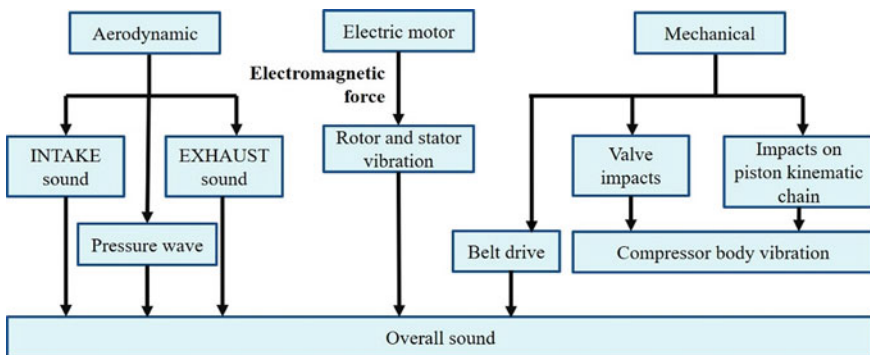 Aerodynamic
Electric motor
Mechanical
Electromagnetic
force
INTAKE
sound
EXHAUST
sound
Rotor and stator
vibration
Valve
impacts
Impacts on
piston kinematic
chain
Pressure wave
Belt drive
Compressor body vibration
Overall sound